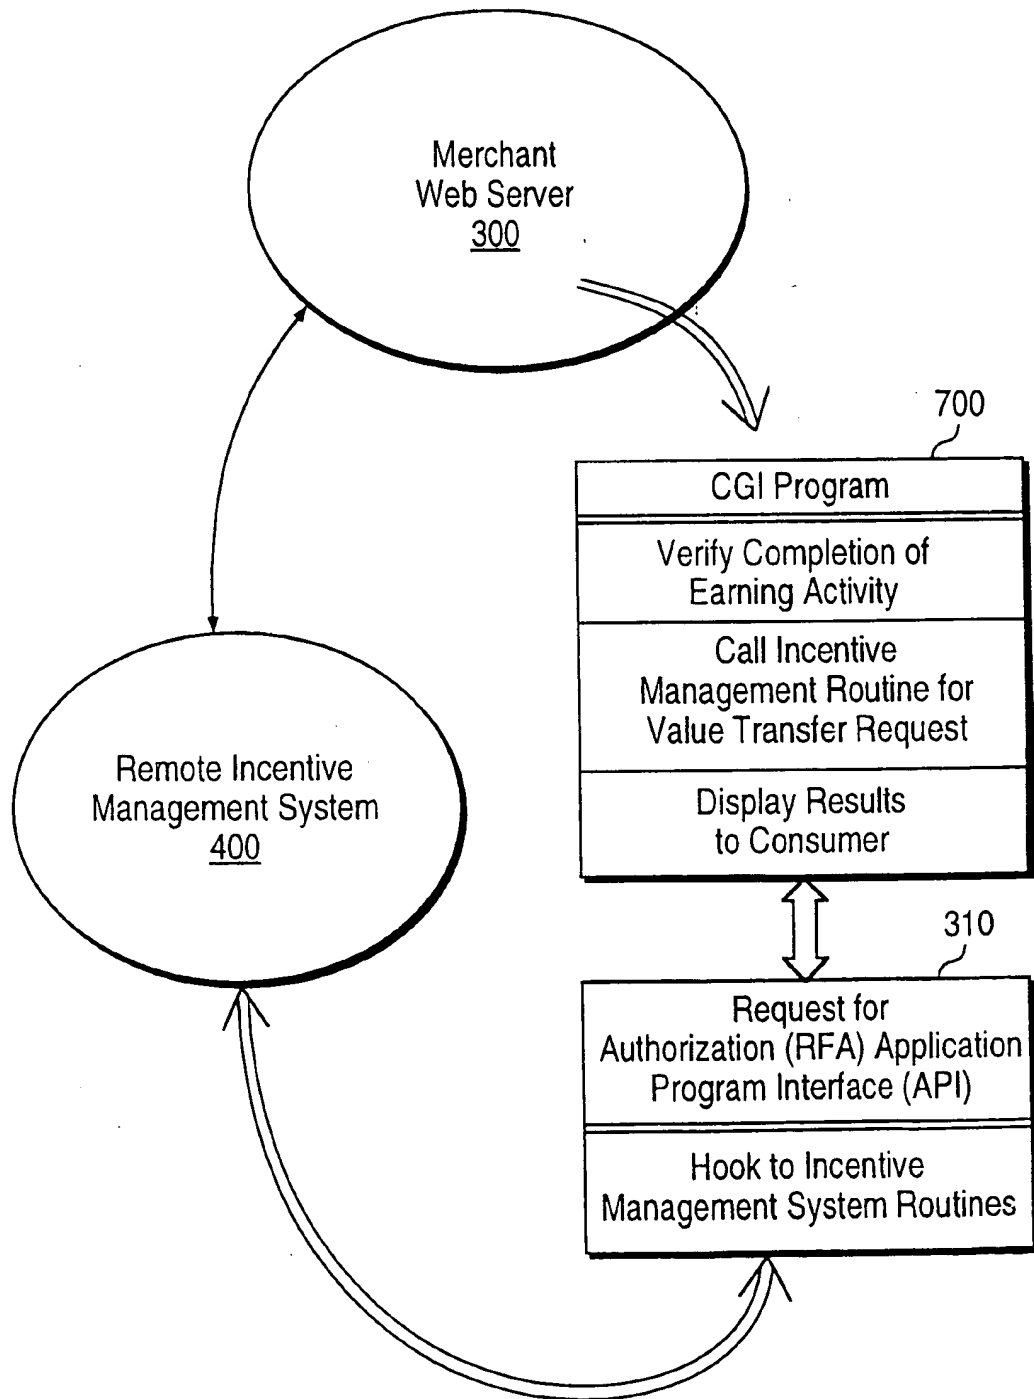 Merchant
Web Server
300
700
CGI Program
Verify Completion of
Earning Activity
Call Incentive
Management Routine for
Value Transfer Request
Display Results
to Consumer
Remote Incentive
Management System
400
310
Request for
Authorization (RFA) Application
Program Interface (API)
Hook to Incentive
Management System Routines